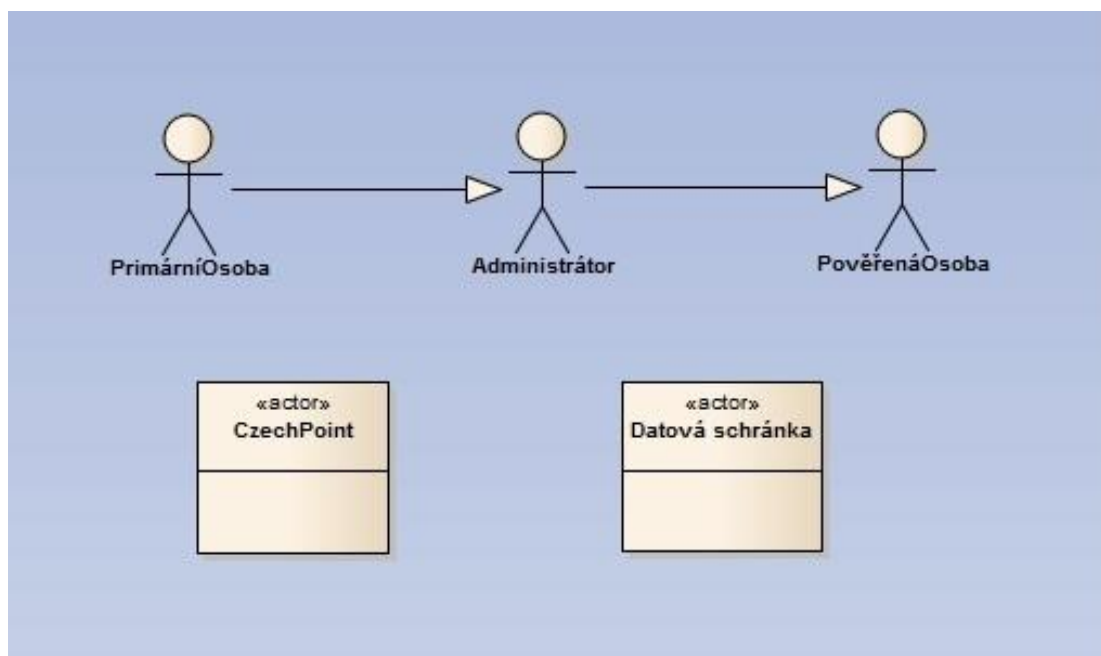 PrimárníOsoba
Administrátor
PověřenáOsoba
«actor»
CzechPoint
«actor»
Datová schránka